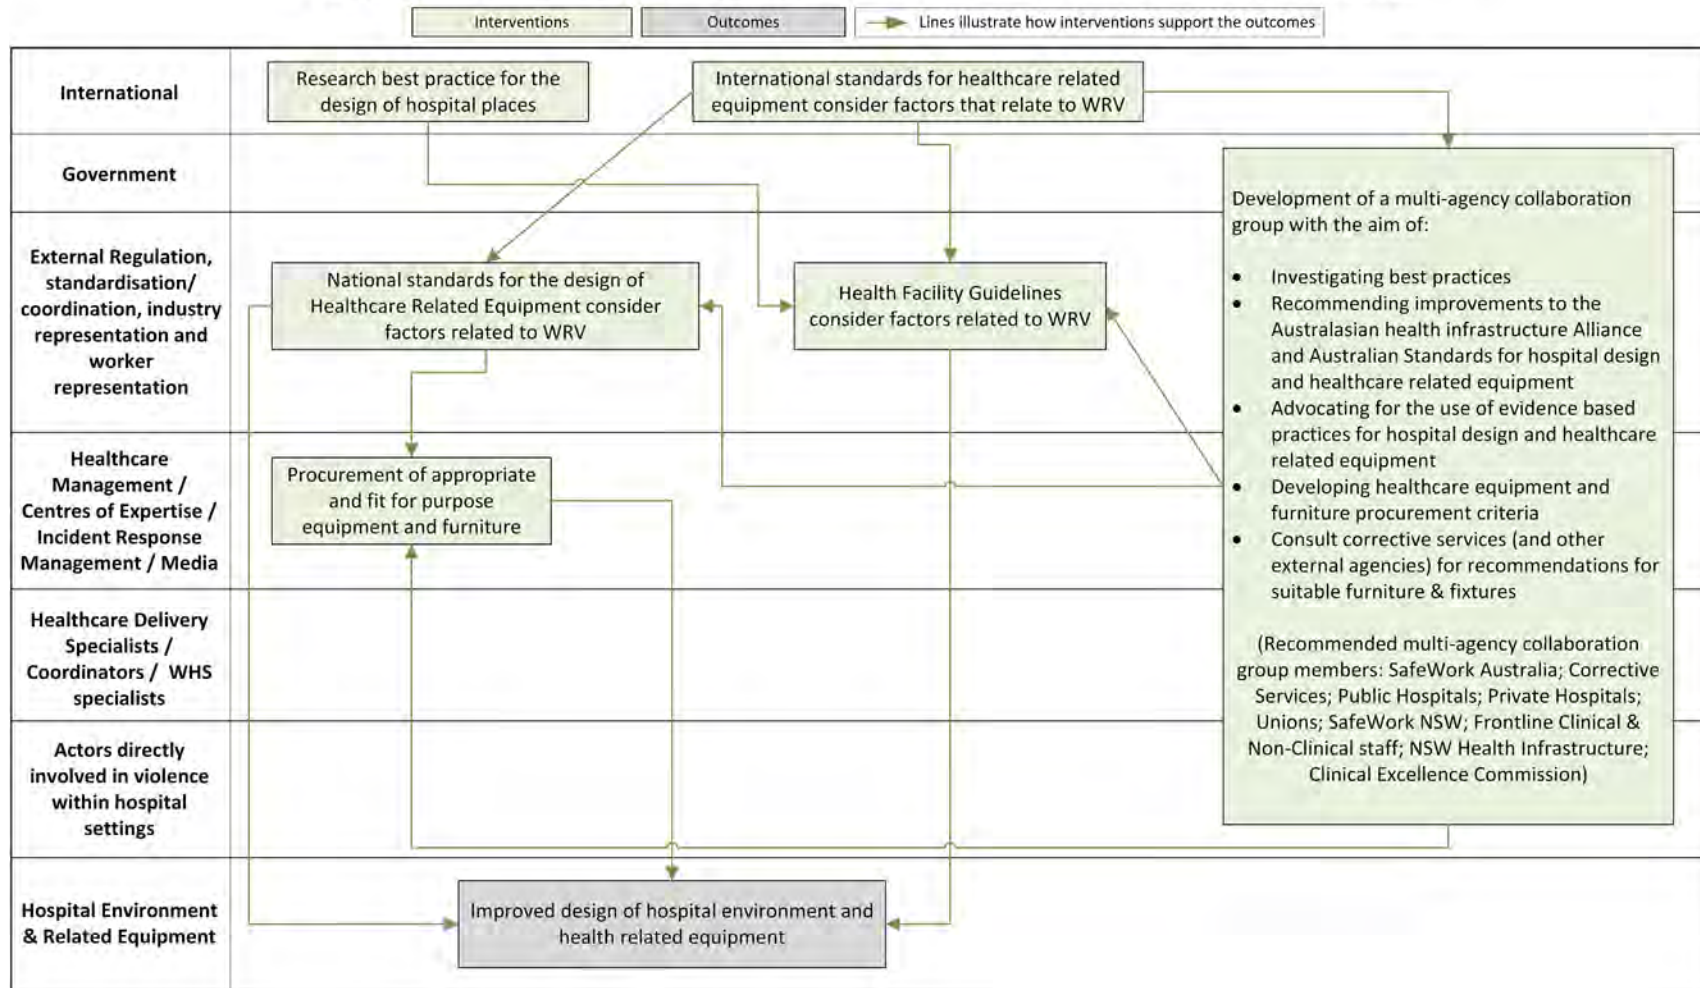 Interventions
Outcomes
Lines illustrate how interventions support the outcomes
International
Research best practice for the
design of hospital places
International standards for healthcare related
equipment consider factors that relate to WRV
Government
External Regulation,
standardisation/
coordination, industry
representation and
worker
representation
National standards for the design of
Healthcare Related Equipment consider
factors related to WRV
Health Facility Guidelines
consider factors related to WRV
Development of a multi-agency collaboration
group with the aim of:
• Investigating best practices
• Recommending improvements to the
Australasian health infrastructure Alliance
and Australian Standards for hospital design
and healthcare related equipment
• Advocating for the use of evidence based
practices for hospital design and healthcare
related equipment
• Developing healthcare equipment and
furniture procurement criteria
• Consult corrective services (and other
external agencies) for recommendations for
suitable furniture & fixtures
(Recommended multi-agency collaboration
group members: SafeWork Australia; Corrective
Services; Public Hospitals; Private Hospitals;
Unions; SafeWork NSW; Frontline Clinical &
Non-Clinical staff; NSW Health Infrastructure;
Clinical Excellence Commission)
Healthcare
Management /
Centres of Expertise /
Incident Response
Management / Media
Procurement of appropriate
and fit for purpose
equipment and furniture
Healthcare Delivery
Specialists /
Coordinators / WHS
specialists
Actors directly
involved in violence
within hospital
settings
Hospital Environment
& Related Equipment
Improved design of hospital environment and
health related equipment